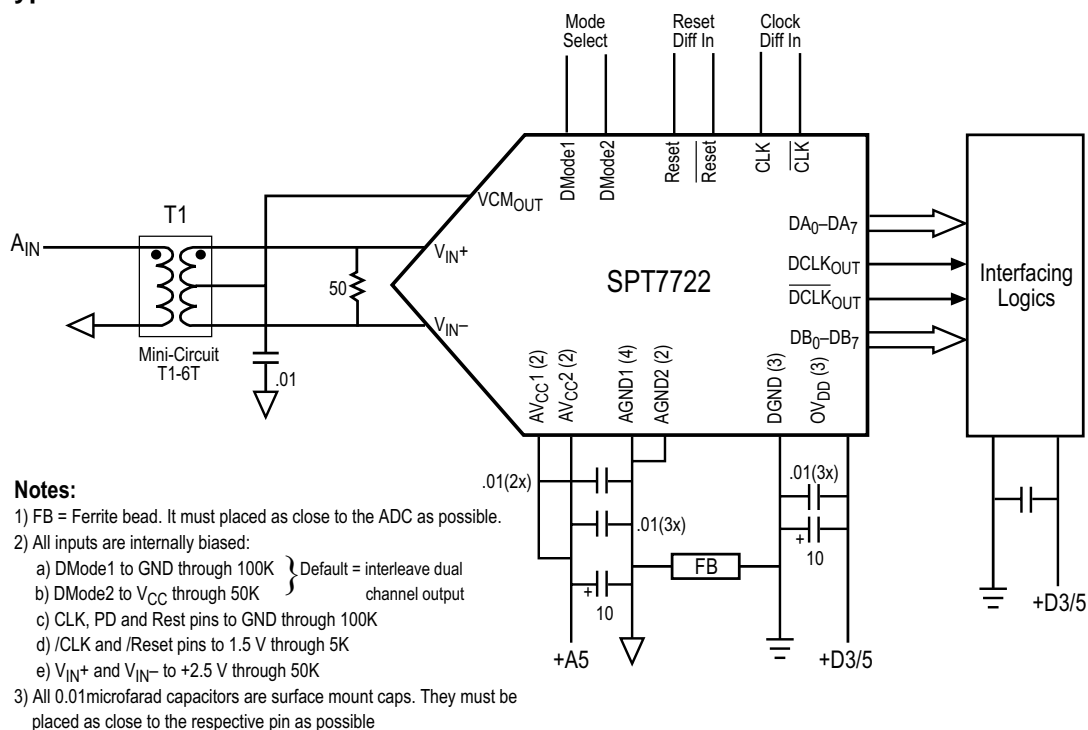 Mode
Select
Reset
Diff In
Clock
Diff In
DMode1
DMode2
Reset
Reset
CLK
CLK
VCMOUT
T1
AIN
VIN+
50
VIN–
Mini-Circuit
T1-6T
.01
SPT7722
DA0–DA7
DCLKOUT
DCLKOUT
DB0–DB7
Interfacing
Logics
AVCC1 (2)
AVCC2 (2)
AGND1 (4)
AGND2 (2)
DGND (3)
OVDD (3)
.01(2x)
.01(3x)
.01(3x)
+
10
FB
+
10
+A5
+D3/5
+D3/5
Notes:
1) FB = Ferrite bead. It must placed as close to the ADC as possible.
2) All inputs are internally biased:
a) DMode1 to GND through 100K } Default = interleave dual
b) DMode2 to VCC through 50K channel output
c) CLK, PD and Rest pins to GND through 100K
d) /CLK and /Reset pins to 1.5 V through 5K
e) VIN+ and VIN– to +2.5 V through 50K
3) All 0.01microfarad capacitors are surface mount caps. They must be
placed as close to the respective pin as possible